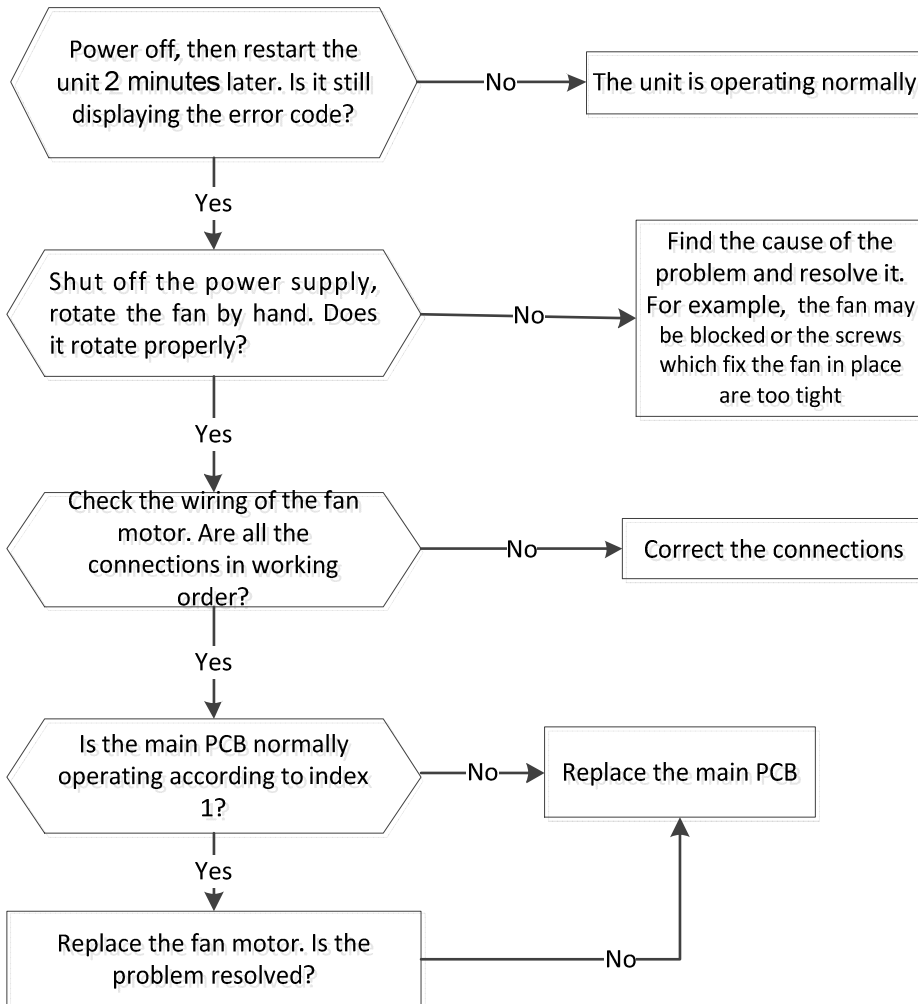 Power off, then restart the
unit 2 minutes later. Is it still
displaying the error code?
No
The unit is operating normally
Yes
Shut off the power supply,
rotate the fan by hand. Does
it rotate properly?
No
Find the cause of the
problem and resolve it.
For example, the fan may
be blocked or the screws
which fix the fan in place
are too tight
Yes
Check the wiring of the fan
motor. Are all the
connections in working
order?
No
Correct the connections
Yes
Is the main PCB normally
operating according to index
1?
No
Replace the main PCB
Yes
Replace the fan motor. Is the
problem resolved?
No